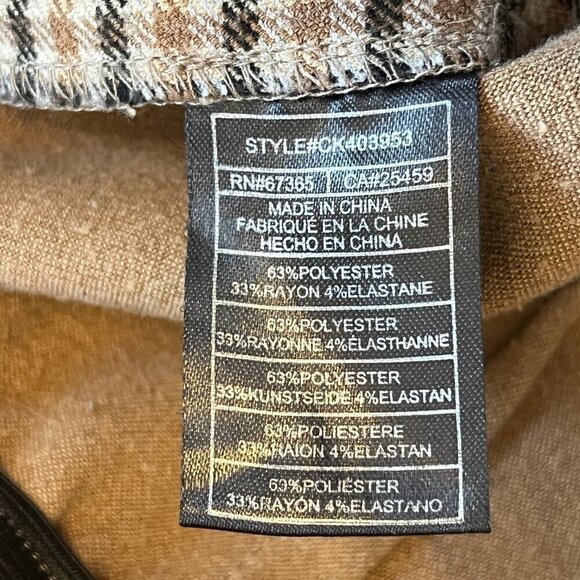 STYLE#CK403953
RN#67365 CA#25459
MADE IN CHINA
FABRIQUÉ EN LA CHINE
HECHO EN CHINA
63%POLYESTER
33%RAYON 4%ELASTANE
63%POLYESTER
33%RAYONNE 4%ÉLASTHANNE
63%POLYESTER
33%KUNSTSEIDE 4%ELASTAN
63%POLIESTERE
33%RAION 4%ELASTAN
63%POLIÉSTER
33%RAYÓN 4%ELASTANO